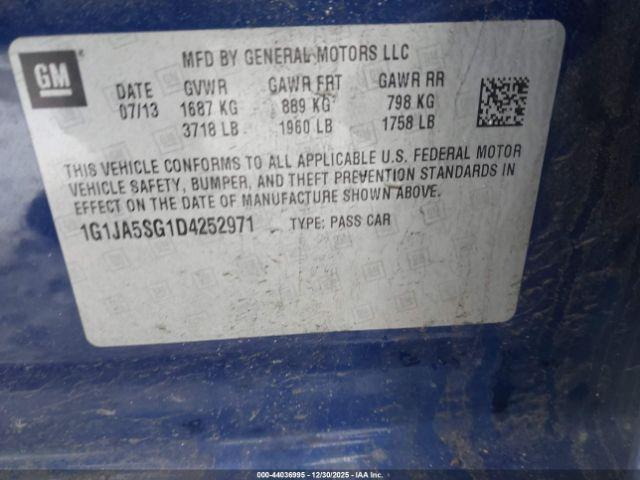 GM
MFD BY GENERAL MOTORS LLC
DATE GVWR GAWR FRT GAWR RR
07/13 1687 KG 889 KG 798 KG
3718 LB 1960 LB 1758 LB
THIS VEHICLE CONFORMS TO ALL APPLICABLE U.S. FEDERAL MOTOR
VEHICLE SAFETY, BUMPER, AND THEFT PREVENTION STANDARDS IN
EFFECT ON THE DATE OF MANUFACTURE SHOWN ABOVE.
1G1JA5SG1D4252971 TYPE: PASS CAR
000-44036995 - 12/30/2025 - IAAI.com